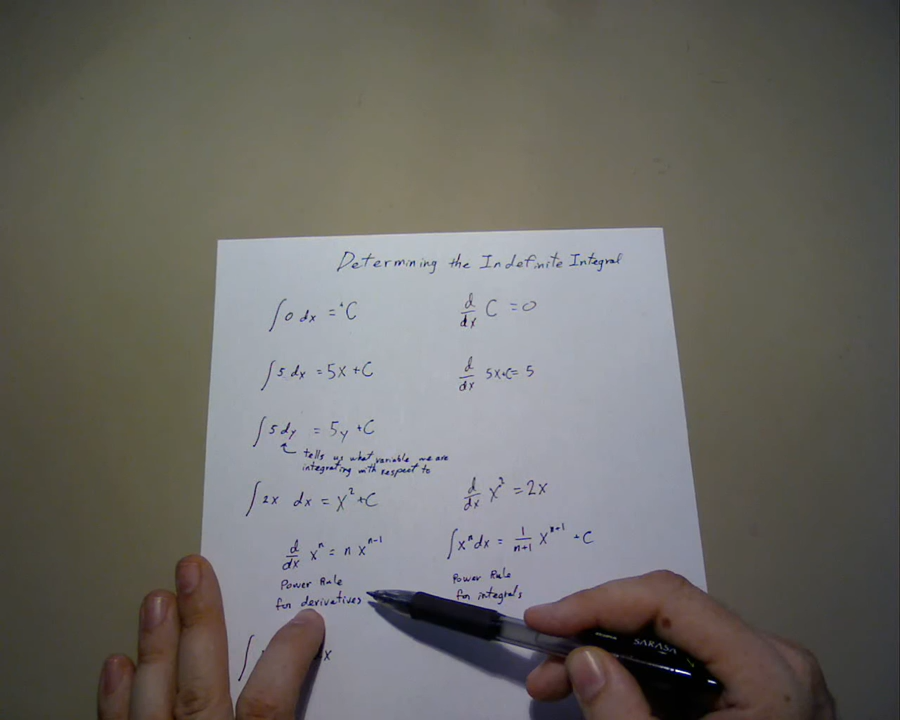 Determining the Indefinite Integral
∫0 dx = +C
d/dx C = 0
∫5 dx = 5x + C
d/dx 5x+C = 5
∫5 dy = 5y + C
tells us what variable we are
integrating with respect to
∫2x dx = x² + C
d/dx x² = 2x
d/dx xⁿ = n xⁿ⁻¹
∫xⁿ dx = 1/(n+1) xⁿ⁺¹ + C
Power Rule
for derivatives
Power Rule
for integrals
∫ x
SARASA